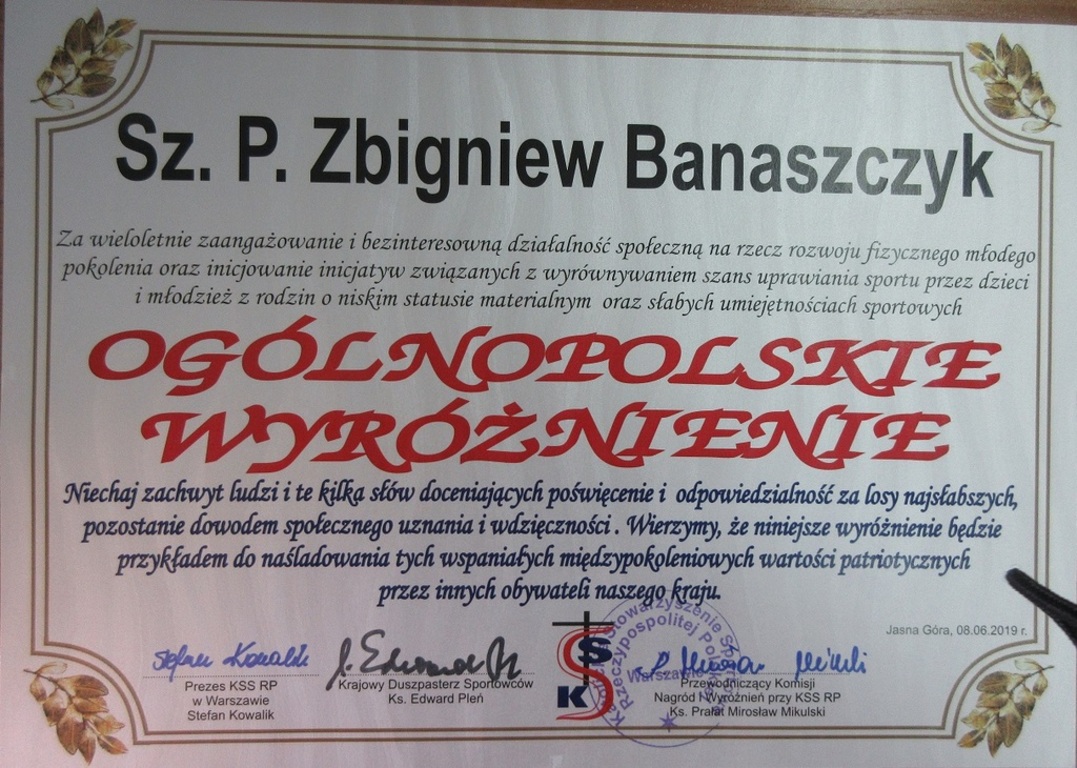 Sz. P. Zbigniew Banaszczyk
Za wieloletnie zaangażowanie i bezinteresowną działalność społeczną na rzecz rozwoju fizycznego młodego
pokolenia oraz inicjowanie inicjatyw związanych z wyrównywaniem szans uprawiania sportu przez dzieci
i młodzież z rodzin o niskim statusie materialnym oraz słabych umiejętnościach sportowych
OGÓLNOPOLSKIE
WYRÓŻNIENIE
Niechaj zachwyt ludzi i te kilka słów doceniających poświęcenie i odpowiedzialność za losy najsłabszych,
pozostanie dowodem społecznego uznania i wdzięczności . Wierzymy, że niniejsze wyróżnienie będzie
przykładem do naśladowania tych wspaniałych międzypokoleniowych wartości patriotycznych
przez innych obywateli naszego kraju.
Jasna Góra, 08.06.2019 r.
Stefan Kowalik
Prezes KSS RP
w Warszawie
Stefan Kowalik
Krajowy Duszpasterz Sportowców
Ks. Edward Pleń
KSS
Stowarzyszenie
Rzeczypospolitej
Warszawie
Przewodniczący Komisji
Nagród i Wyróżnień przy KSS RP
Ks. Prałat Mirosław Mikulski